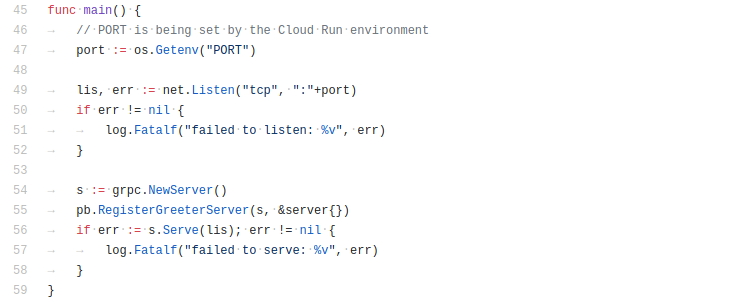 45 func main() {
46 → // PORT is being set by the Cloud Run environment
47 → port := os.Getenv("PORT")
48
49 → lis, err := net.Listen("tcp", ":"+port)
50 → if err != nil {
51 → → log.Fatalf("failed to listen: %v", err)
52 → }
53
54 → s := grpc.NewServer()
55 → pb.RegisterGreeterServer(s, &server{})
56 → if err := s.Serve(lis); err != nil {
57 → → log.Fatalf("failed to serve: %v", err)
58 → }
59 }